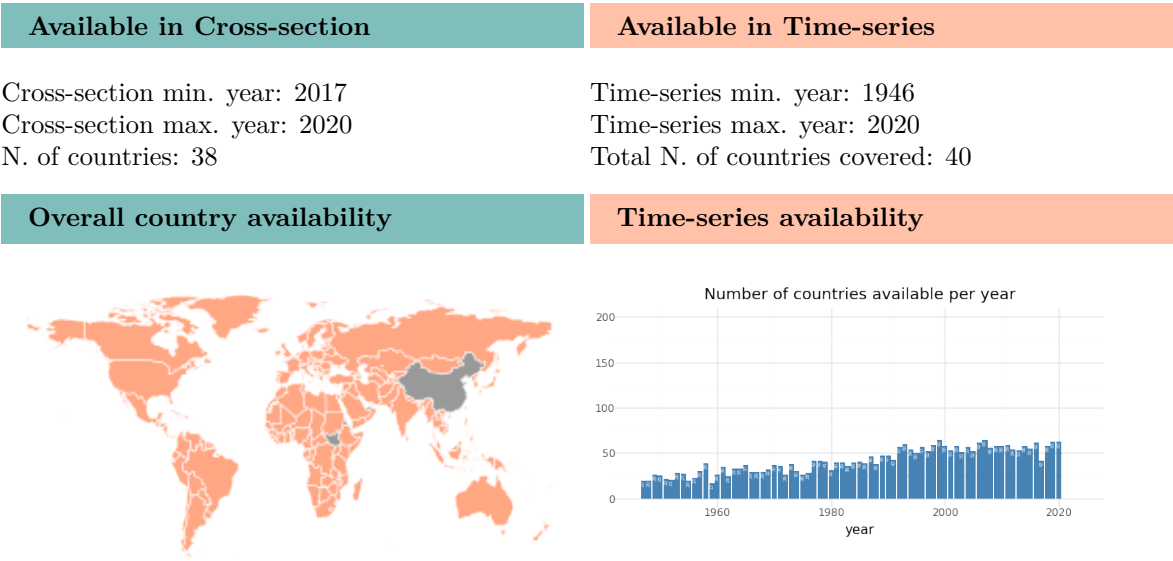 Available in Cross-section
Available in Time-series
Cross-section min. year: 2017
Cross-section max. year: 2020
N. of countries: 38
Time-series min. year: 1946
Time-series max. year: 2020
Total N. of countries covered: 40
Overall country availability
Time-series availability
Number of countries available per year
200
150
100
50
0
1960 1980 2000 2020
year